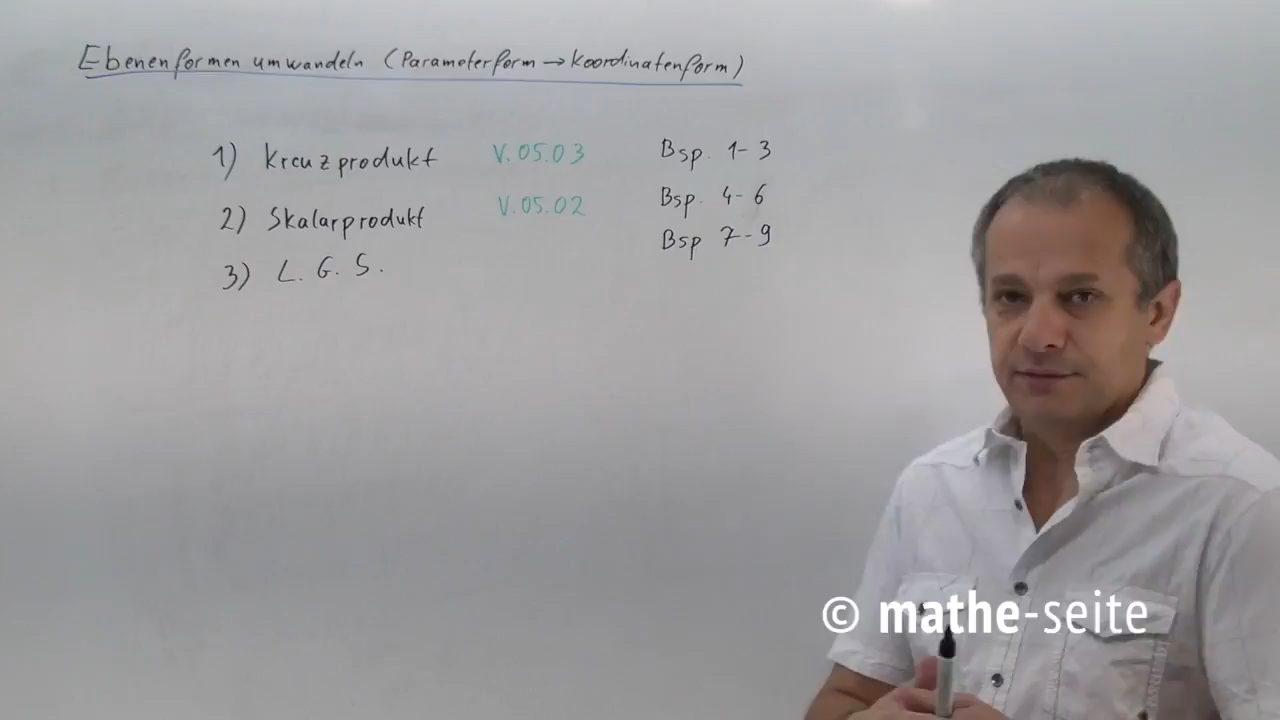 Ebenenformen umwandeln (Parameterform → Koordinatenform)
1) Kreuzprodukt V.05.03 Bsp. 1-3
2) Skalarprodukt V.05.02 Bsp. 4-6
3) L. G. S. Bsp 7-9
© mathe-seite